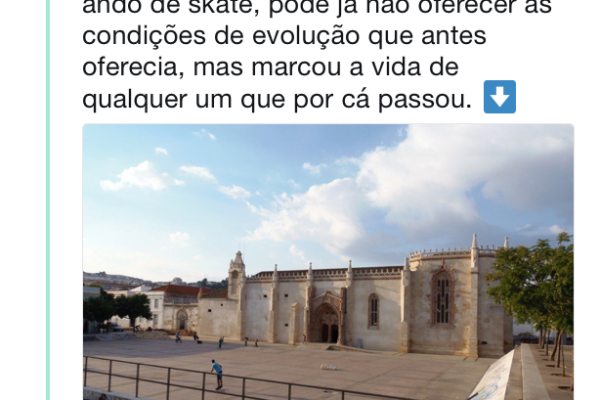 ando de skate, pode já não oferecer as
condições de evolução que antes
oferecia, mas marcou a vida de
qualquer um que por cá passou. ⬇️